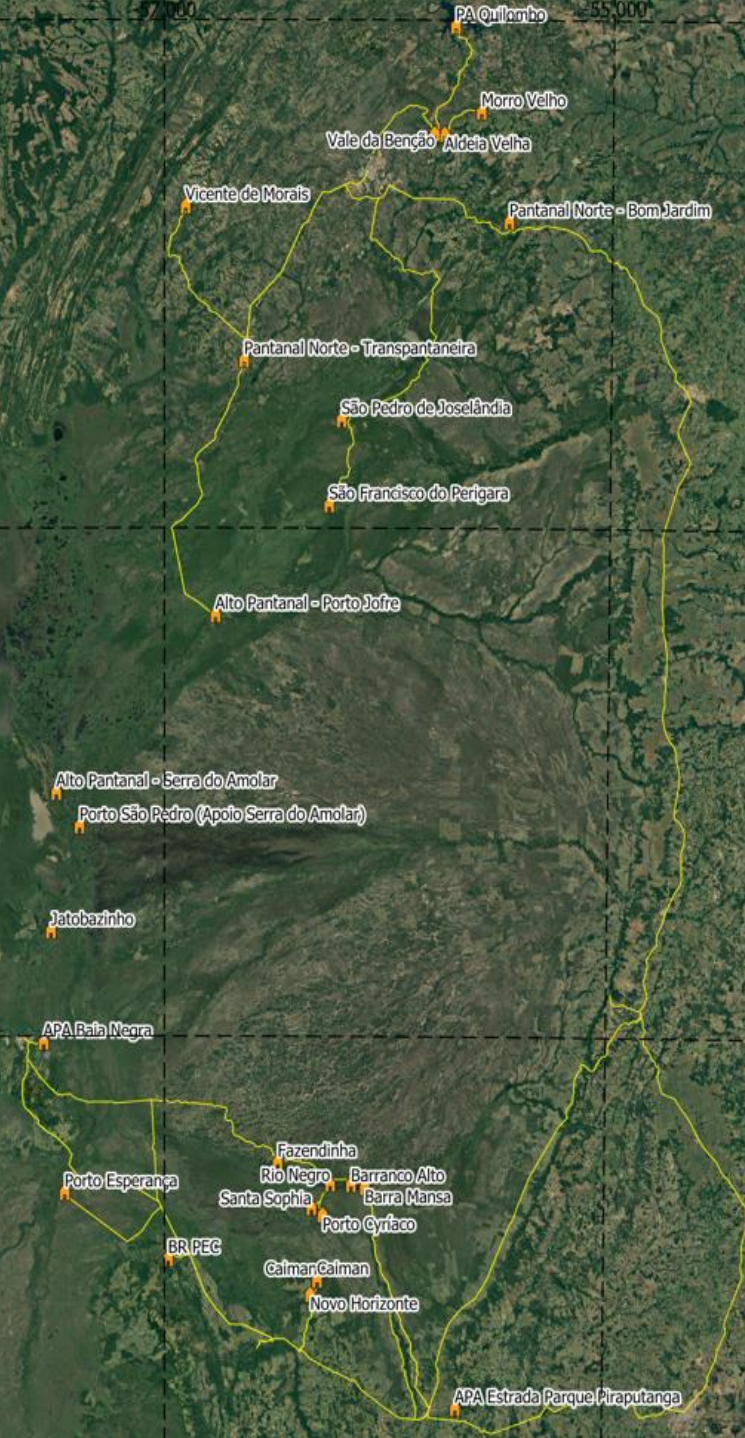 -57,000
-55,000
PA Quilombo
Morro Velho
Vale da Benção
Aldeia Velha
Vicente de Morais
Pantanal Norte - Bom Jardim
Pantanal Norte - Transpantaneira
São Pedro de Joselândia
São Francisco do Perigara
Alto Pantanal - Porto Jofre
Alto Pantanal - Serra do Amolar
Porto São Pedro (Apoio Serra do Amolar)
Jatobazinho
APA Baia Negra
Fazendinha
Rio Negro
Barranco Alto
Porto Esperança
Santa Sophia
Barra Mansa
Porto Cyríaco
BR PEC
Caiman
Caiman
Novo Horizonte
APA Estrada Parque Piraputanga